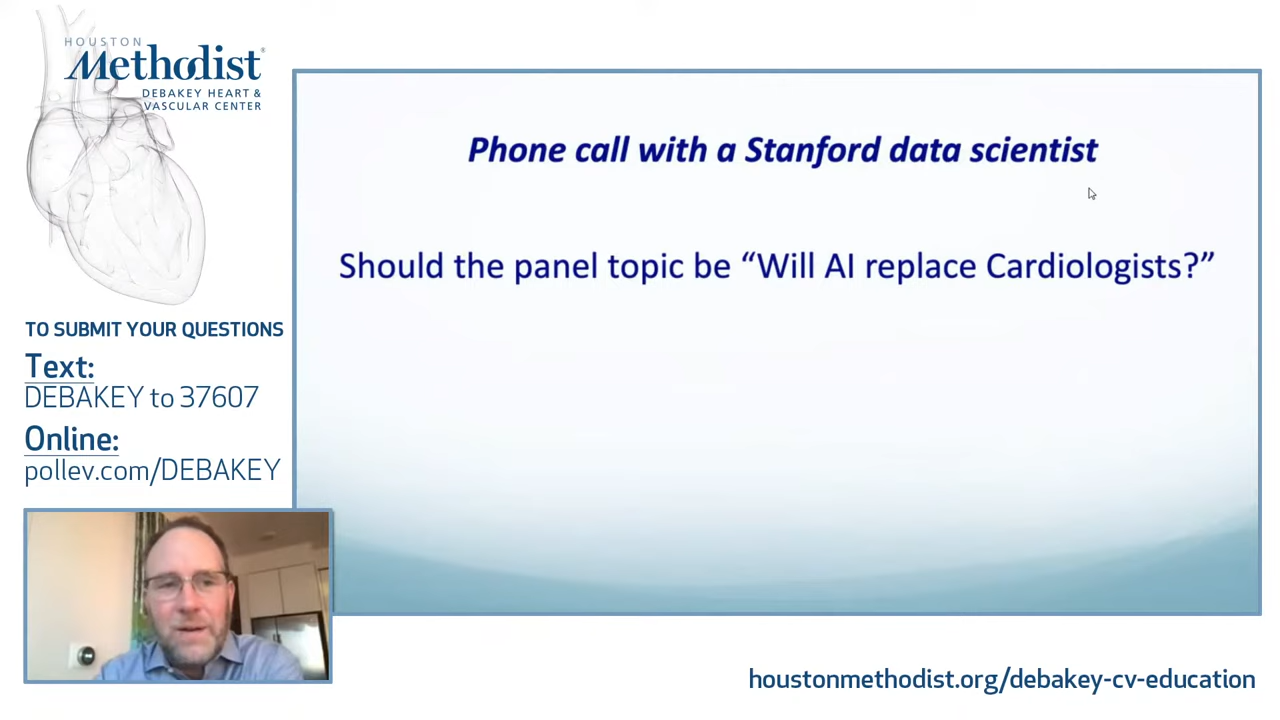 HOUSTON
Methodist®
DEBAKEY HEART &
VASCULAR CENTER
TO SUBMIT YOUR QUESTIONS
Text:
DEBAKEY to 37607
Online:
pollev.com/DEBAKEY
Phone call with a Stanford data scientist
Should the panel topic be “Will AI replace Cardiologists?”
houstonmethodist.org/debakey-cv-education